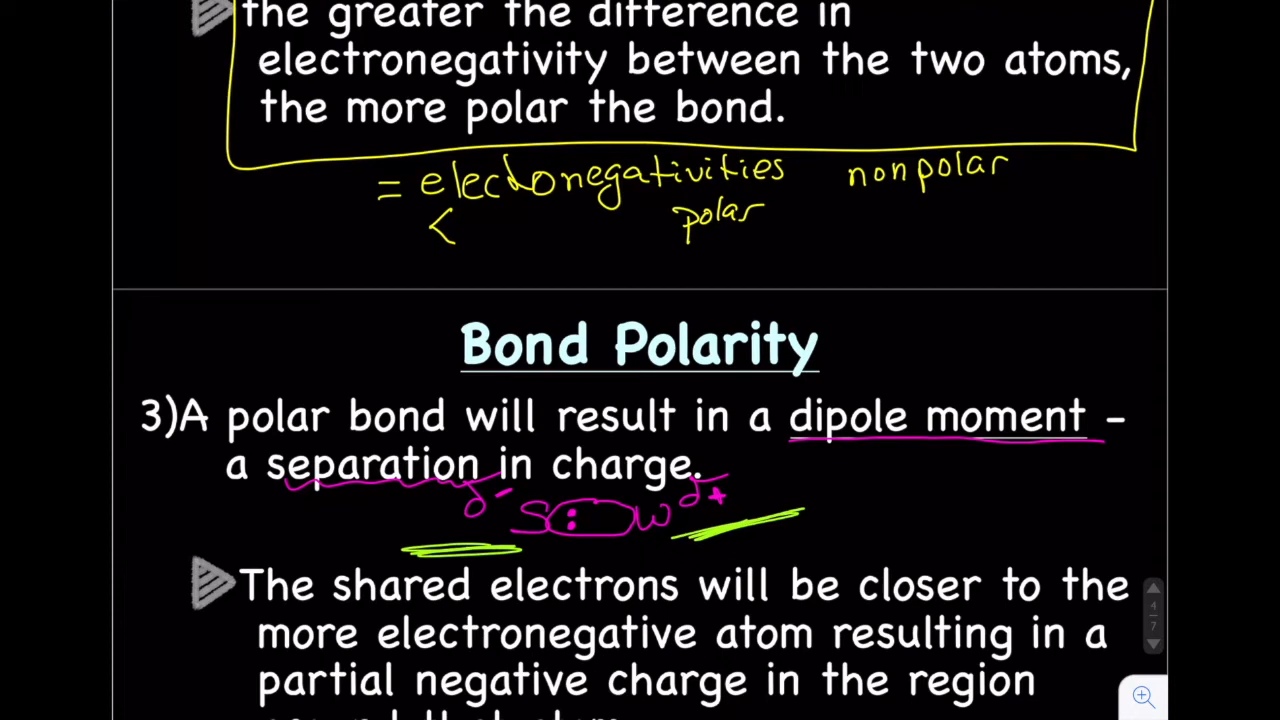 the greater the difference in
electronegativity between the two atoms,
the more polar the bond.
= electronegativities nonpolar
< polar
Bond Polarity
3)A polar bond will result in a dipole moment -
a separation in charge.
δ- S : W δ+
The shared electrons will be closer to the
more electronegative atom resulting in a
partial negative charge in the region
4
7